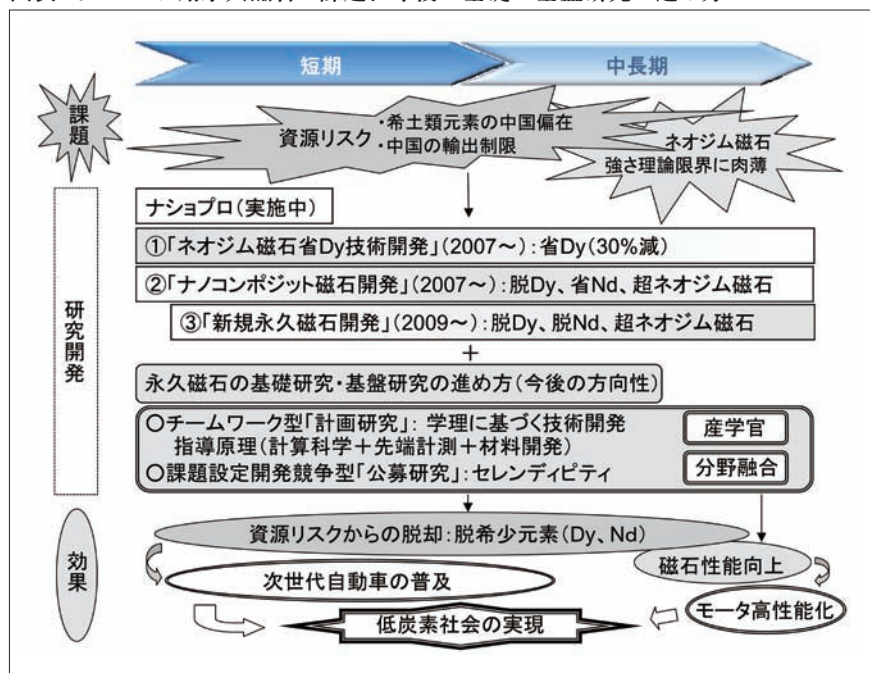 短期
中長期
課題
資源リスク
・希土類元素の中国偏在
・中国の輸出制限
ネオジム磁石
強さ理論限界に肉薄
研究開発
ナショプロ(実施中)
①「ネオジム磁石省Dy技術開発」(2007～):省Dy(30%減)
②「ナノコンポジット磁石開発」(2007～):脱Dy、省Nd、超ネオジム磁石
③「新規永久磁石開発」(2009～):脱Dy、脱Nd、超ネオジム磁石
+
永久磁石の基礎研究・基盤研究の進め方(今後の方向性)
○チームワーク型「計画研究」:学理に基づく技術開発
指導原理(計算科学+先端計測+材料開発)
○課題設定開発競争型「公募研究」:セレンディピティ
産学官
分野融合
効果
資源リスクからの脱却:脱希少元素(Dy、Nd)
磁石性能向上
次世代自動車の普及
モータ高性能化
低炭素社会の実現